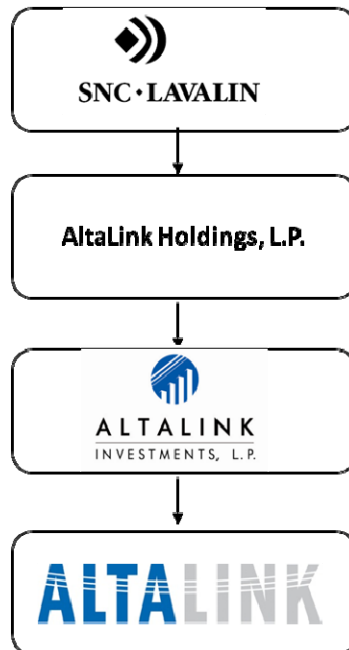 SNC•LAVALIN
AltaLink Holdings, L.P.
ALTALINK
INVESTMENTS, L.P.
ALTALINK